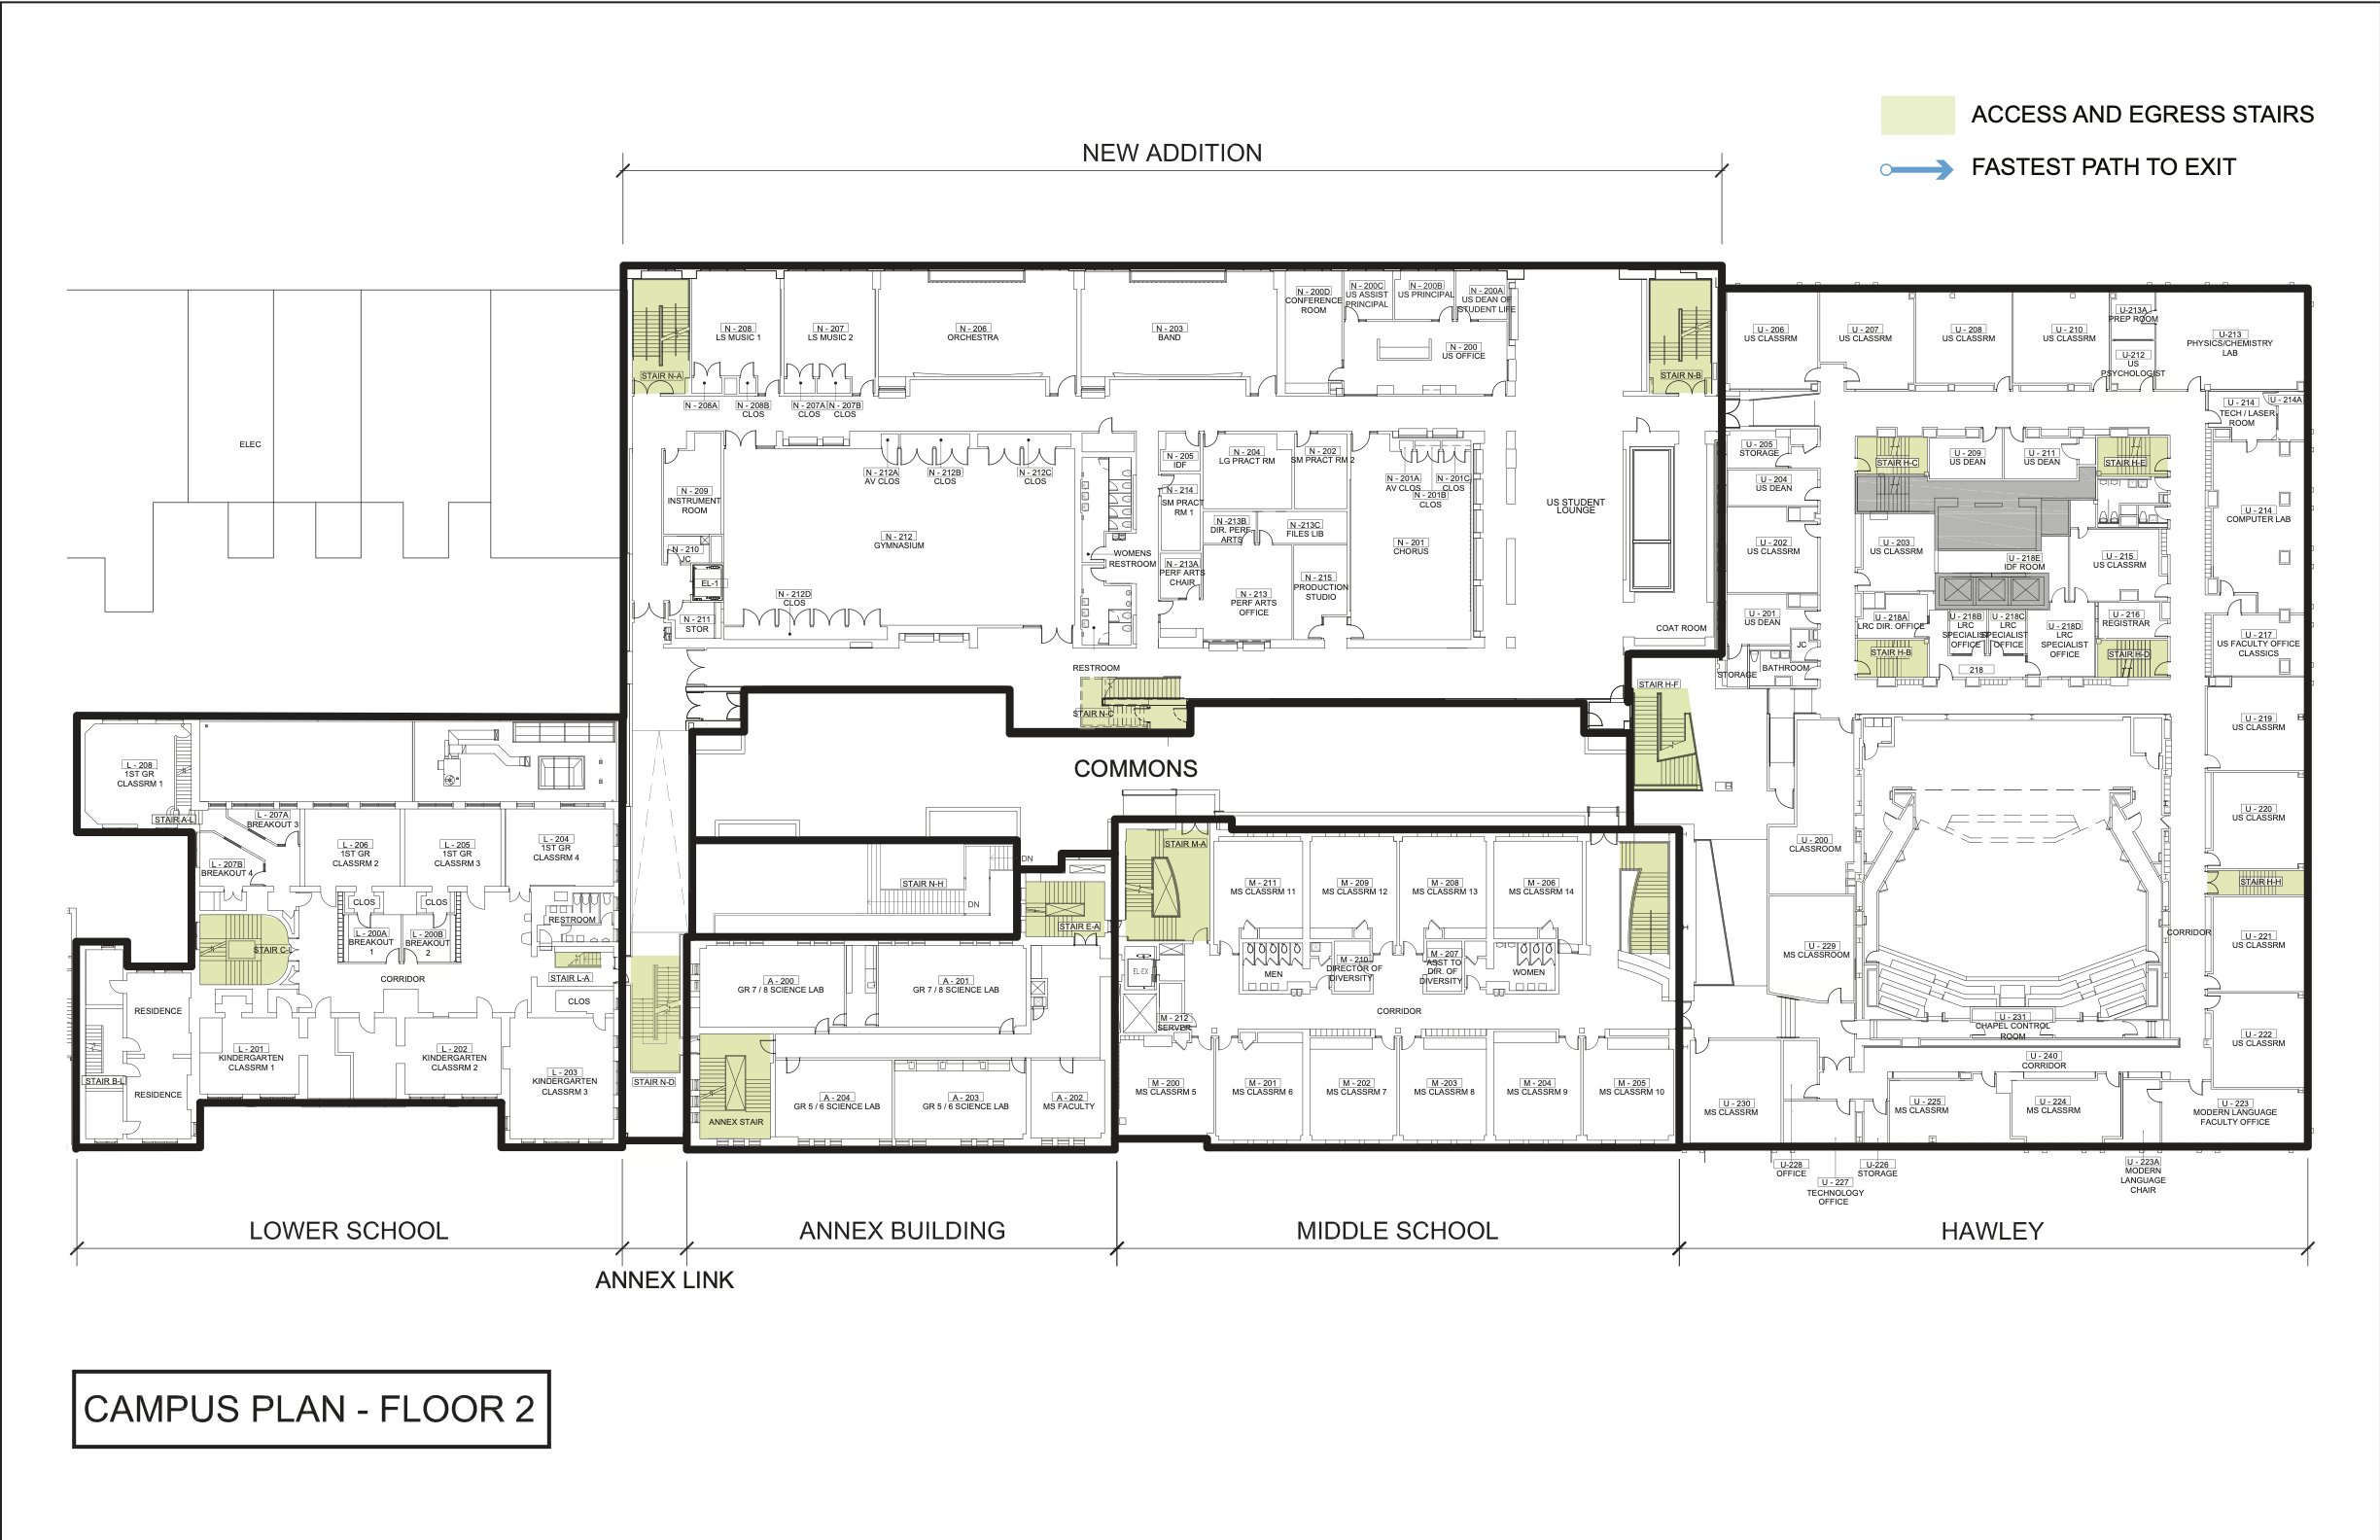 ACCESS AND EGRESS STAIRS
FASTEST PATH TO EXIT
NEW ADDITION
N - 208
LS MUSIC 1
N - 207
LS MUSIC 2
N - 206
ORCHESTRA
N - 203
BAND
N - 200D
CONFERENCE
ROOM
N - 200C
US ASSIST
PRINCIPAL
N - 200B
US PRINCIPAL
N - 200A
US DEAN OF
STUDENT LIFE
N - 200
US OFFICE
STAIR N-A
STAIR N-B
N - 208A
N - 208B
CLOS
N - 207A
CLOS
N - 207B
CLOS
U - 206
US CLASSRM
U - 207
US CLASSRM
U - 208
US CLASSRM
U - 210
US CLASSRM
U-213A
PREP ROOM
U-212
US
PSYCHOLOGIST
U-213
PHYSICS/CHEMISTRY
LAB
U - 214
TECH / LASER
ROOM
U - 214A
ELEC
N - 209
INSTRUMENT
ROOM
N - 210
JC
EL-1
N - 211
STOR
N - 212A
AV CLOS
N - 212B
CLOS
N - 212C
CLOS
N - 212
GYMNASIUM
N - 212D
CLOS
WOMENS
RESTROOM
N - 205
IDF
N - 214
SM PRACT
RM 1
N - 204
LG PRACT RM
N - 202
SM PRACT RM 2
N -213B
DIR. PERF.
ARTS
N -213C
FILES LIB
N - 213A
PERF ARTS
CHAIR
N - 213
PERF ARTS
OFFICE
N - 215
PRODUCTION
STUDIO
N - 201A
AV CLOS
N - 201B
CLOS
N - 201C
CLOS
N - 201
CHORUS
US STUDENT
LOUNGE
COAT ROOM
U - 205
STORAGE
U - 204
US DEAN
U - 202
US CLASSRM
U - 201
US DEAN
JC
BATHROOM
STORAGE
STAIR H-C
U - 209
US DEAN
U - 211
US DEAN
STAIR H-E
U - 203
US CLASSRM
U - 218E
IDF ROOM
U - 215
US CLASSRM
U - 214
COMPUTER LAB
U - 218A
LRC DIR. OFFICE
U - 218B
LRC
SPECIALIST
OFFICE
U - 218C
LRC
SPECIALIST
OFFICE
U - 218D
LRC
SPECIALIST
OFFICE
U - 216
REGISTRAR
U - 217
US FACULTY OFFICE
CLASSICS
STAIR H-B
218
STAIR H-D
RESTROOM
STAIR N-C
STAIR H-F
COMMONS
U - 219
US CLASSRM
U - 220
US CLASSRM
STAIR H-H
U - 221
US CLASSRM
CORRIDOR
U - 222
US CLASSRM
U - 200
CLASSROOM
U - 229
MS CLASSROOM
U - 231
CHAPEL CONTROL
ROOM
U - 240
CORRIDOR
U - 230
MS CLASSRM
U - 225
MS CLASSRM
U - 224
MS CLASSRM
U - 223
MODERN LANGUAGE
FACULTY OFFICE
U-228
OFFICE
U - 227
TECHNOLOGY
OFFICE
U-226
STORAGE
U - 223A
MODERN
LANGUAGE
CHAIR
L - 208
1ST GR
CLASSRM 1
STAIR A-L
L - 207A
BREAKOUT 3
L - 207B
BREAKOUT 4
L - 206
1ST GR
CLASSRM 2
L - 205
1ST GR
CLASSRM 3
L - 204
1ST GR
CLASSRM 4
CLOS
CLOS
L - 200A
BREAKOUT
1
L - 200B
BREAKOUT
2
RESTROOM
STAIR C-L
CORRIDOR
STAIR L-A
CLOS
RESIDENCE
RESIDENCE
STAIR B-L
L - 201
KINDERGARTEN
CLASSRM 1
L - 202
KINDERGARTEN
CLASSRM 2
L - 203
KINDERGARTEN
CLASSRM 3
STAIR N-D
STAIR N-H
DN
DN
STAIR E-A
A - 200
GR 7 / 8 SCIENCE LAB
A - 201
GR 7 / 8 SCIENCE LAB
ANNEX STAIR
A - 204
GR 5 / 6 SCIENCE LAB
A - 203
GR 5 / 6 SCIENCE LAB
A - 202
MS FACULTY
STAIR M-A
M - 211
MS CLASSRM 11
M - 209
MS CLASSRM 12
M - 208
MS CLASSRM 13
M - 206
MS CLASSRM 14
EL-EX
MEN
M - 210
DIRECTOR OF
DIVERSITY
M - 207
ASST TO
DIR. OF
DIVERSITY
WOMEN
M - 212
SERVER
CORRIDOR
M - 200
MS CLASSRM 5
M - 201
MS CLASSRM 6
M - 202
MS CLASSRM 7
M -203
MS CLASSRM 8
M - 204
MS CLASSRM 9
M - 205
MS CLASSRM 10
LOWER SCHOOL
ANNEX LINK
ANNEX BUILDING
MIDDLE SCHOOL
HAWLEY
CAMPUS PLAN - FLOOR 2